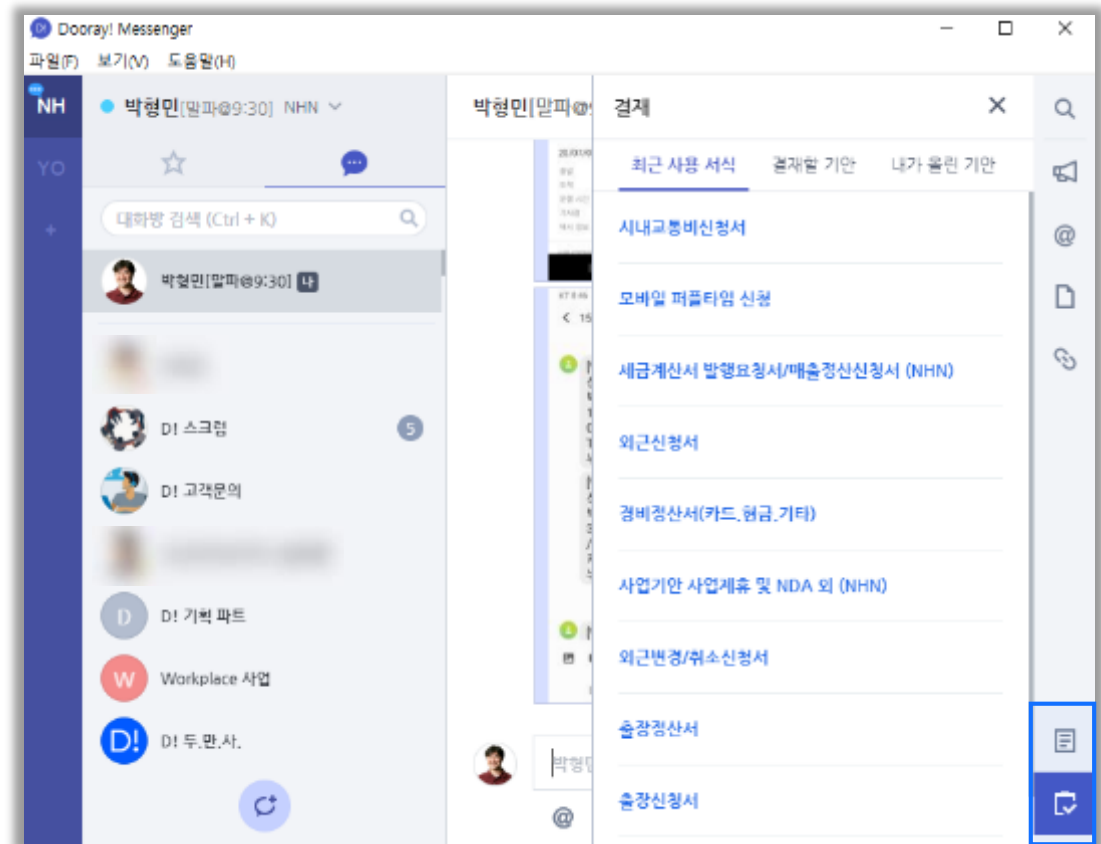 Dooray! Messenger
파일(F) 보기(V) 도움말(H)
NH
박형민[말파@9:30] NHN
YO
대화방 검색 (Ctrl + K)
박형민[말파@9:30] 나
D! 스크럼
5
D! 고객문의
D
D! 기획 파트
W
Workplace 사업
D!
D! 두.만.사.
박형민[말파@9:
< 15
박형민
@
결재
최근 사용 서식 결재할 기안 내가 올린 기안
시내교통비신청서
모바일 퍼플타임 신청
세금계산서 발행요청서/매출정산신청서 (NHN)
외근신청서
경비정산서(카드.현금.기타)
사업기안 사업제휴 및 NDA 외 (NHN)
외근변경/취소신청서
출장정산서
출장신청서
@